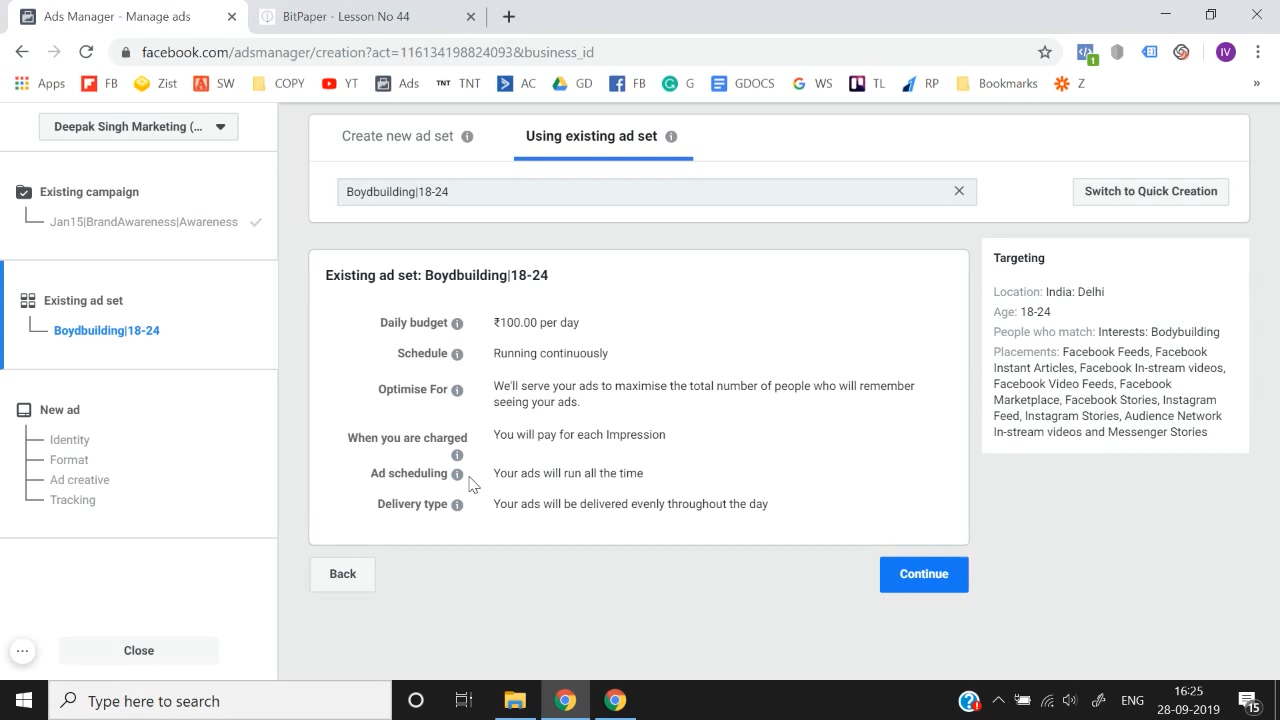 Ads Manager - Manage ads
BitPaper - Lesson No 44
facebook.com/adsmanager/creation?act=116134198824093&business_id
1
IV
Apps FB Zist SW COPY YT Ads TNT TNT AC GD FB G GDOCS WS TL RP Bookmarks Z »
Deepak Singh Marketing (...
Existing campaign
Jan15|BrandAwareness|Awareness
Existing ad set
Boydbuilding|18-24
New ad
Identity
Format
Ad creative
Tracking
Close
Create new ad set
Using existing ad set
Boydbuilding|18-24
Switch to Quick Creation
Existing ad set: Boydbuilding|18-24
Daily budget ₹100.00 per day
Schedule Running continuously
Optimise For We'll serve your ads to maximise the total number of people who will remember
seeing your ads.
When you are charged You will pay for each Impression
Ad scheduling Your ads will run all the time
Delivery type Your ads will be delivered evenly throughout the day
Back
Continue
Targeting
Location: India: Delhi
Age: 18-24
People who match: Interests: Bodybuilding
Placements: Facebook Feeds, Facebook
Instant Articles, Facebook In-stream videos,
Facebook Video Feeds, Facebook
Marketplace, Facebook Stories, Instagram
Feed, Instagram Stories, Audience Network
In-stream videos and Messenger Stories
Type here to search
ENG
16:25
28-09-2019
15